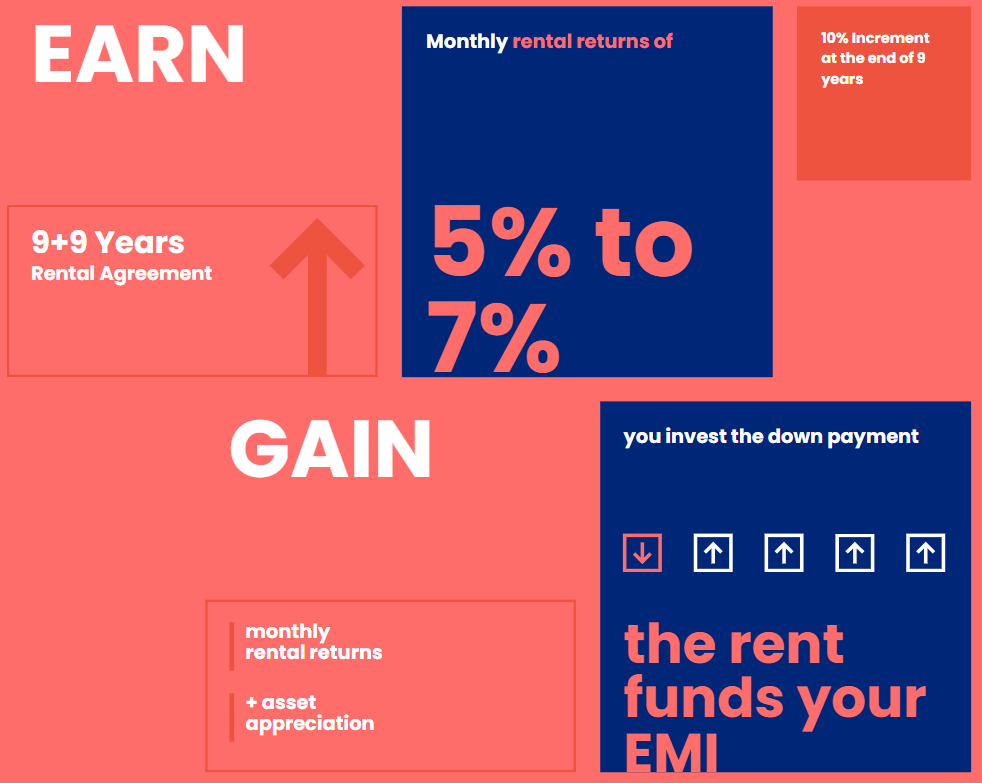 EARN
Monthly rental returns of
10% Increment
at the end of 9
years
9+9 Years
Rental Agreement
5% to
7%
GAIN
you invest the down payment
monthly
rental returns
+ asset
appreciation
the rent
funds your
EMI